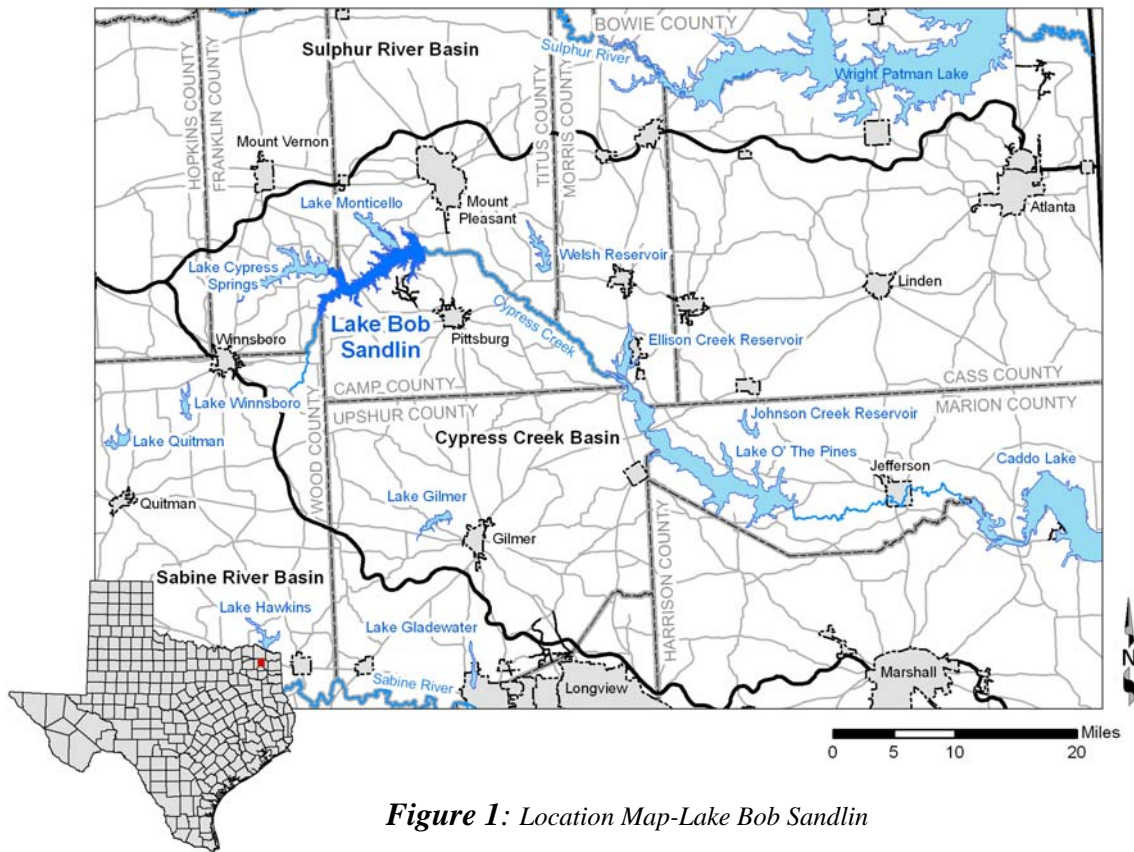 BOWIE COUNTY
Sulphur River Basin
Sulphur
River
Wright Patman Lake
HOPKINS COUNTY
FRANKLIN COUNTY
TITUS COUNTY
MORRIS COUNTY
Mount Vernon
Lake Monticello
Mount
Pleasant
Atlanta
Lake Cypress
Springs
Welsh Reservoir
Linden
Lake Bob
Sandlin
Pittsburg
Cypress
Creek
Winnsboro
Ellison Creek Reservoir
CAMP COUNTY
UPSHUR COUNTY
CASS COUNTY
MARION COUNTY
Lake Winnsboro
WOOD COUNTY
Johnson Creek Reservoir
Lake Quitman
Cypress Creek Basin
Lake O' The Pines
Jefferson
Caddo Lake
Quitman
Lake Gilmer
Gilmer
HARRISON COUNTY
Sabine River Basin
Lake Hawkins
Lake Gladewater
Sabine River
Longview
Marshall
N
Miles
0 5 10 20
Figure 1: Location Map-Lake Bob Sandlin